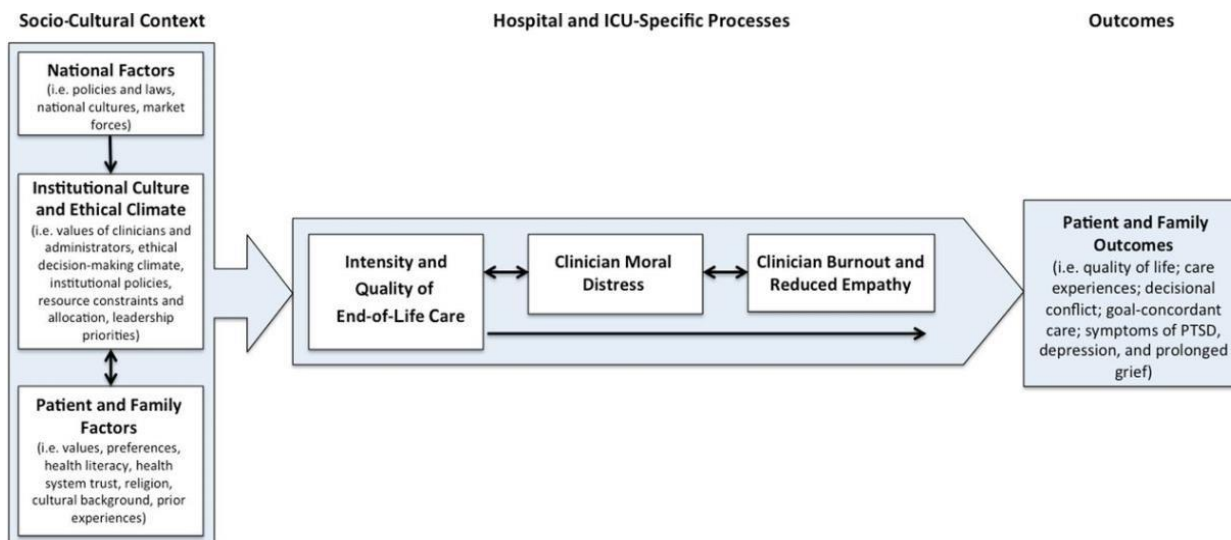 Socio-Cultural Context
Hospital and ICU-Specific Processes
Outcomes
National Factors
(i.e. policies and laws,
national cultures, market
forces)
Institutional Culture
and Ethical Climate
(i.e. values of clinicians and
administrators, ethical
decision-making climate,
institutional policies,
resource constraints and
allocation, leadership
priorities)
Patient and Family
Factors
(i.e. values, preferences,
health literacy, health
system trust, religion,
cultural background, prior
experiences)
Intensity and
Quality of
End-of-Life Care
Clinician Moral
Distress
Clinician Burnout and
Reduced Empathy
Patient and Family
Outcomes
(i.e. quality of life; care
experiences; decisional
conflict; goal-concordant
care; symptoms of PTSD,
depression, and prolonged
grief)